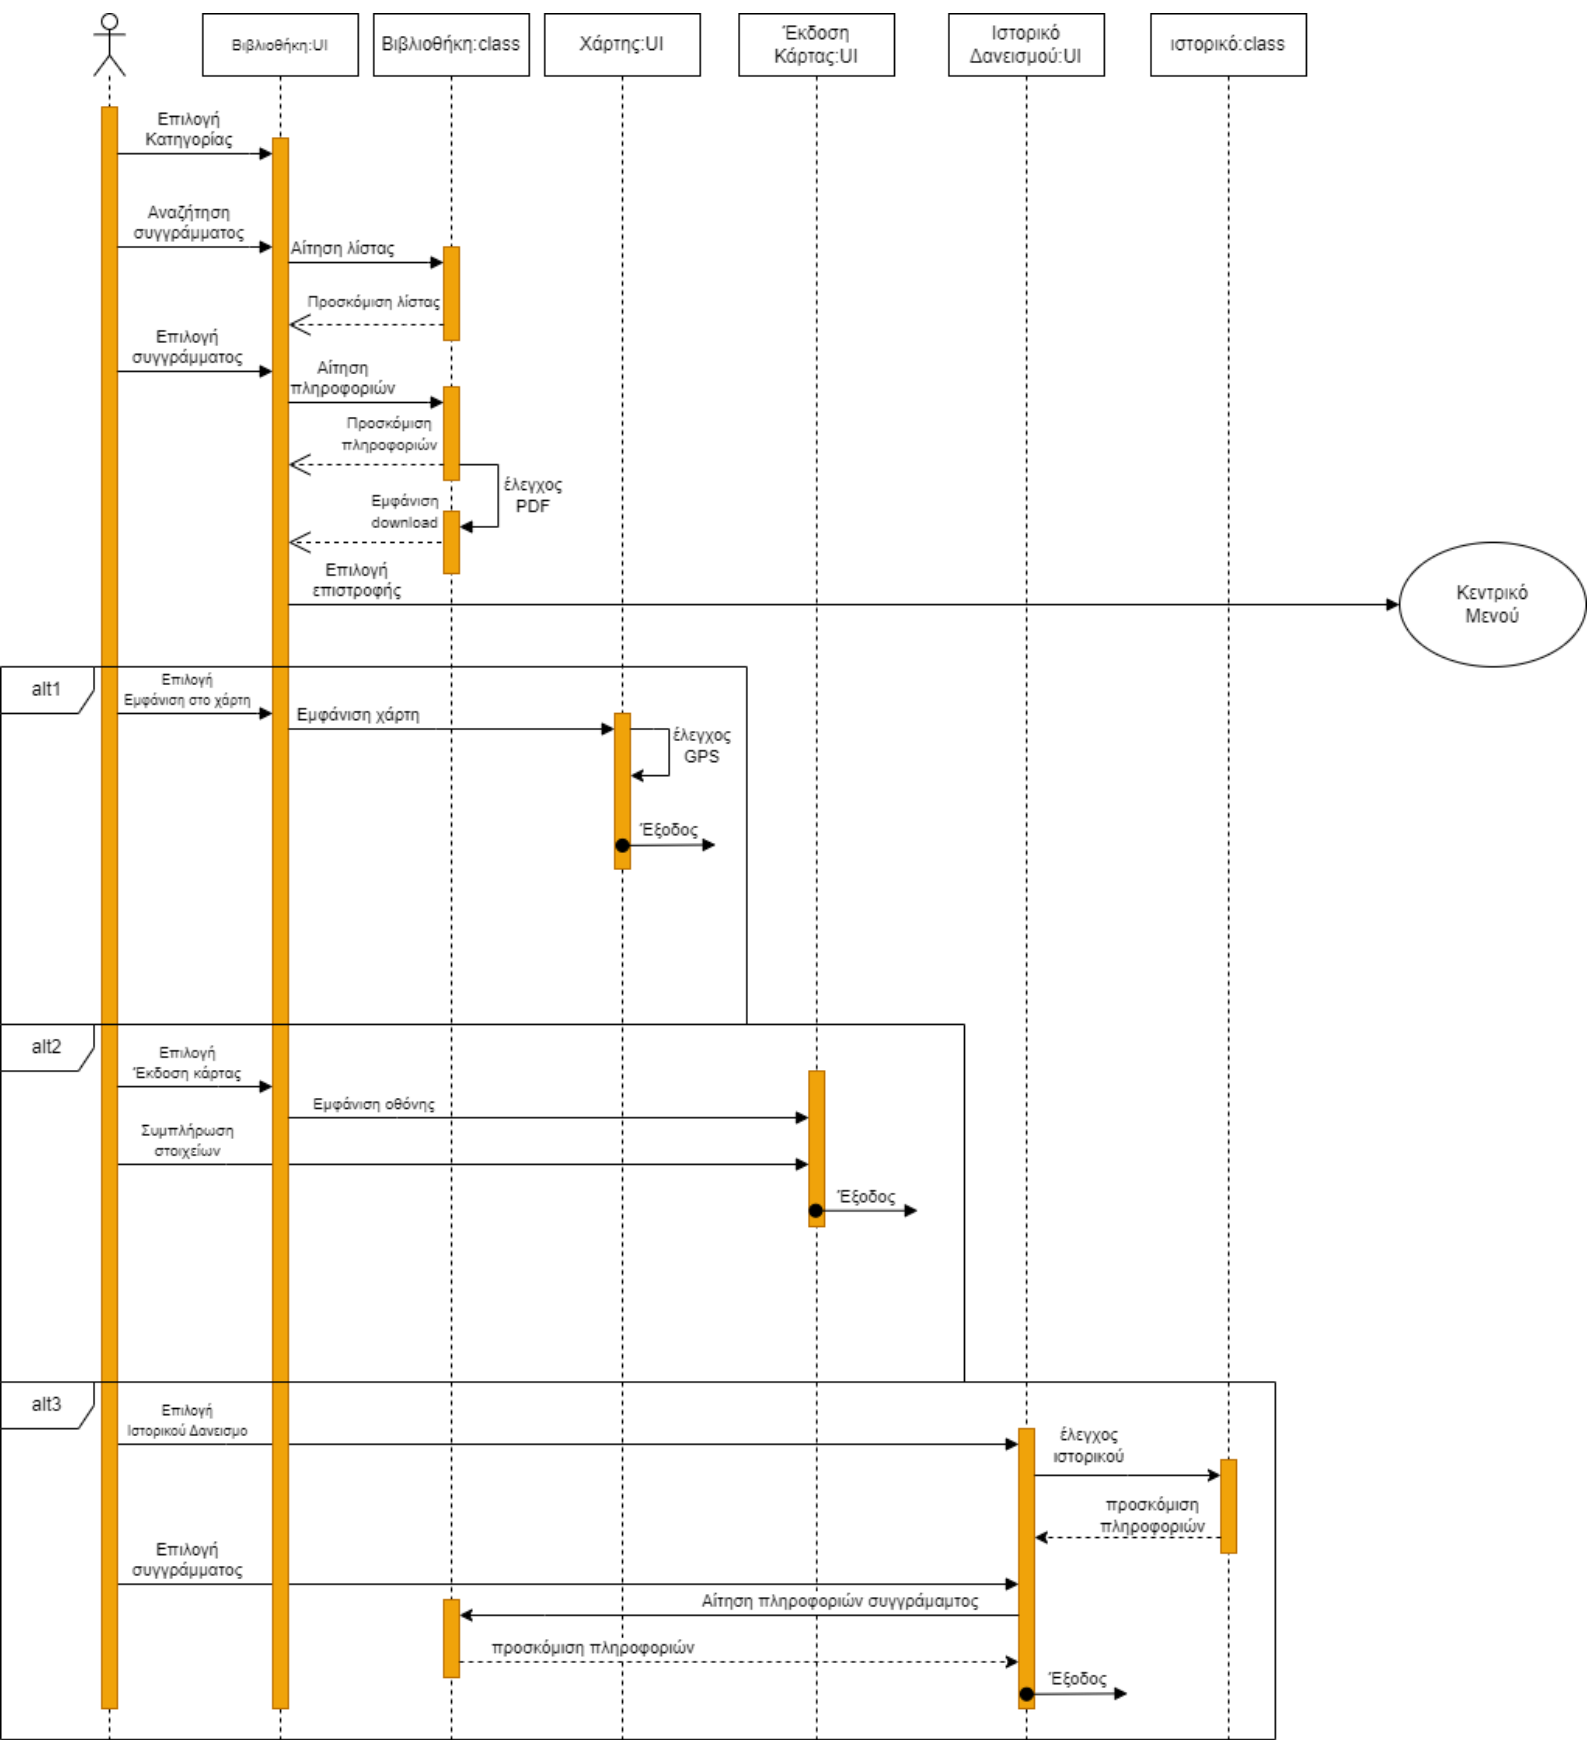 Βιβλιοθήκη:UI
Βιβλιοθήκη:class
Χάρτης:UI
Έκδοση
Κάρτας:UI
Ιστορικό
Δανεισμού:UI
ιστορικό:class
Επιλογή
Κατηγορίας
Αναζήτηση
συγγράμματος
Αίτηση λίστας
Προσκόμιση λίστας
Επιλογή
συγγράμματος
Αίτηση
πληροφοριών
Προσκόμιση
πληροφοριών
έλεγχος
PDF
Εμφάνιση
download
Επιλογή
επιστροφής
Κεντρικό
Μενού
alt1
Επιλογή
Εμφάνιση στο χάρτη
Εμφάνιση χάρτη
έλεγχος
GPS
Έξοδος
alt2
Επιλογή
Έκδοση κάρτας
Εμφάνιση οθόνης
Συμπλήρωση
στοιχείων
Έξοδος
alt3
Επιλογή
Ιστορικού Δανεισμο
έλεγχος
ιστορικού
προσκόμιση
πληροφοριών
Επιλογή
συγγράμματος
Αίτηση πληροφοριών συγγράμαμτος
προσκόμιση πληροφοριών
Έξοδος